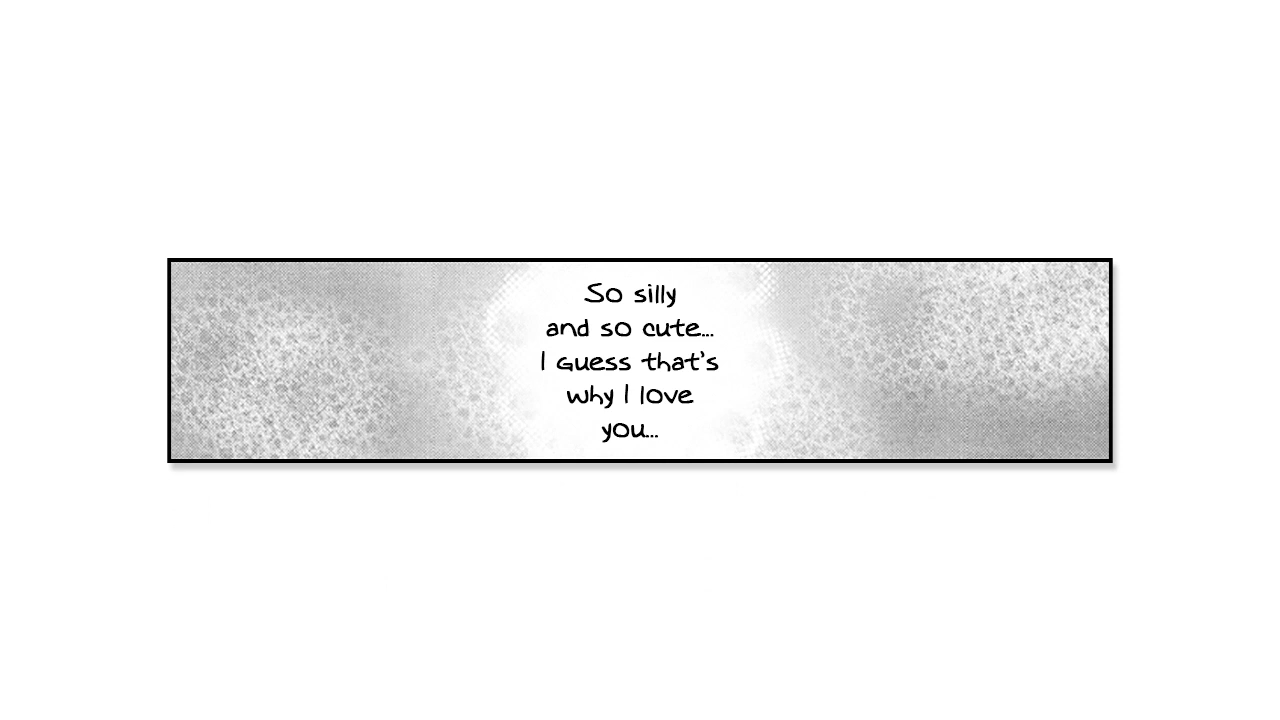 So silly
and so cute...
I Guess that's
why I love
you...